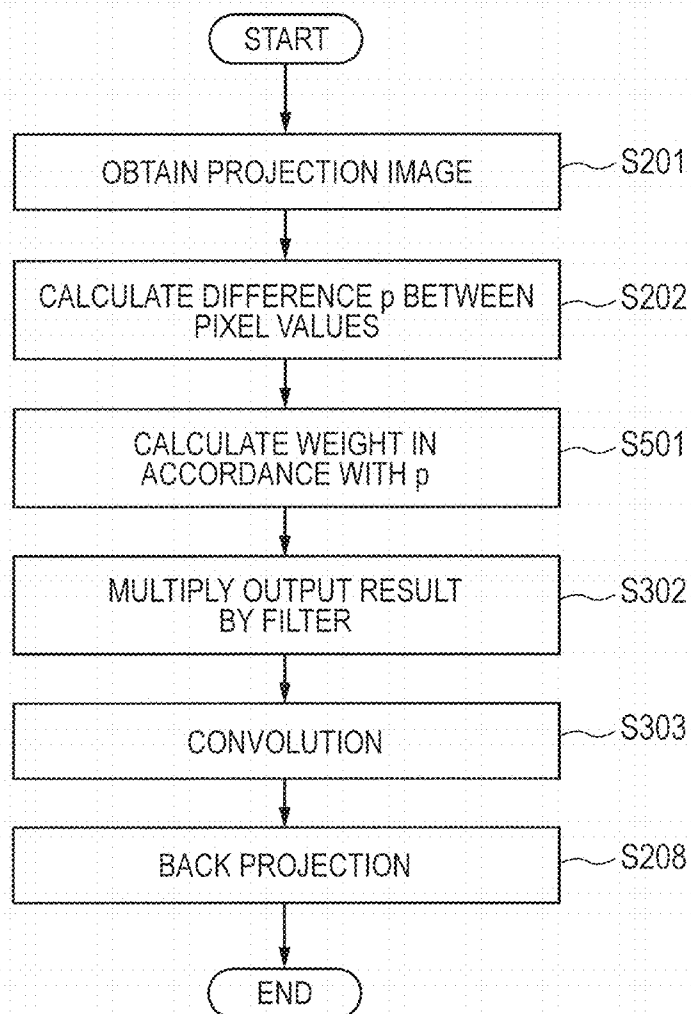 START
OBTAIN PROJECTION IMAGE
S201
CALCULATE DIFFERENCE p BETWEEN
PIXEL VALUES
S202
CALCULATE WEIGHT IN
ACCORDANCE WITH p
S501
MULTIPLY OUTPUT RESULT
BY FILTER
S302
CONVOLUTION
S303
BACK PROJECTION
S208
END